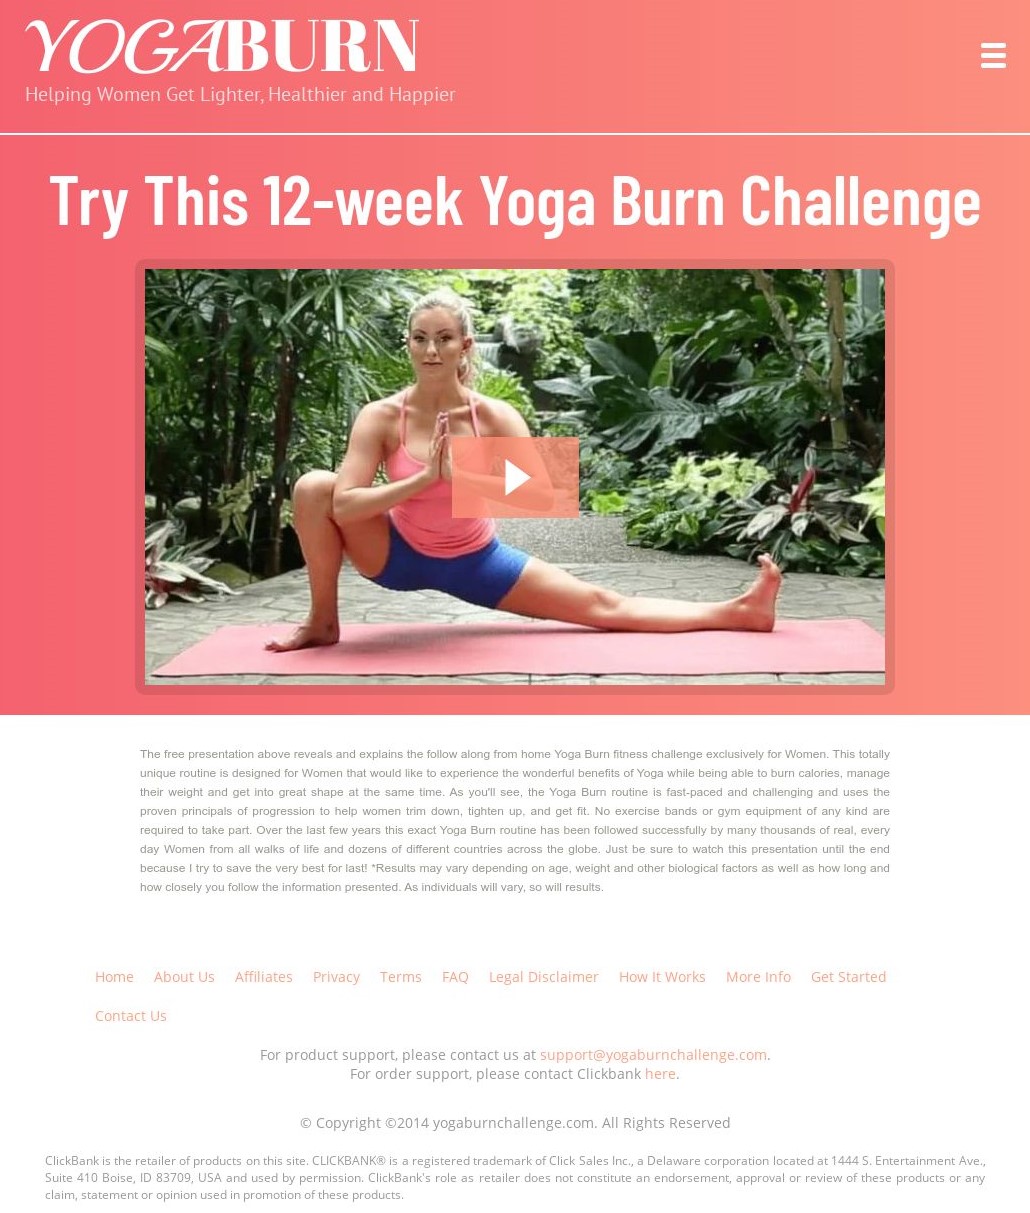 YOGABURN
Helping Women Get Lighter, Healthier and Happier
Try This 12-week Yoga Burn Challenge
The free presentation above reveals and explains the follow along from home Yoga Burn fitness challenge exclusively for Women. This totally
unique routine is designed for Women that would like to experience the wonderful benefits of Yoga while being able to burn calories, manage
their weight and get into great shape at the same time. As you'll see, the Yoga Burn routine is fast-paced and challenging and uses the
proven principals of progression to help women trim down, tighten up, and get fit. No exercise bands or gym equipment of any kind are
required to take part. Over the last few years this exact Yoga Burn routine has been followed successfully by many thousands of real, every
day Women from all walks of life and dozens of different countries across the globe. Just be sure to watch this presentation until the end
because I try to save the very best for last! *Results may vary depending on age, weight and other biological factors as well as how long and
how closely you follow the information presented. As individuals will vary, so will results.
Home About Us Affiliates Privacy Terms FAQ Legal Disclaimer How It Works More Info Get Started
Contact Us
For product support, please contact us at support@yogaburnchallenge.com.
For order support, please contact Clickbank here.
© Copyright ©2014 yogaburnchallenge.com. All Rights Reserved
ClickBank is the retailer of products on this site. CLICKBANK® is a registered trademark of Click Sales Inc., a Delaware corporation located at 1444 S. Entertainment Ave.,
Suite 410 Boise, ID 83709, USA and used by permission. ClickBank's role as retailer does not constitute an endorsement, approval or review of these products or any
claim, statement or opinion used in promotion of these products.